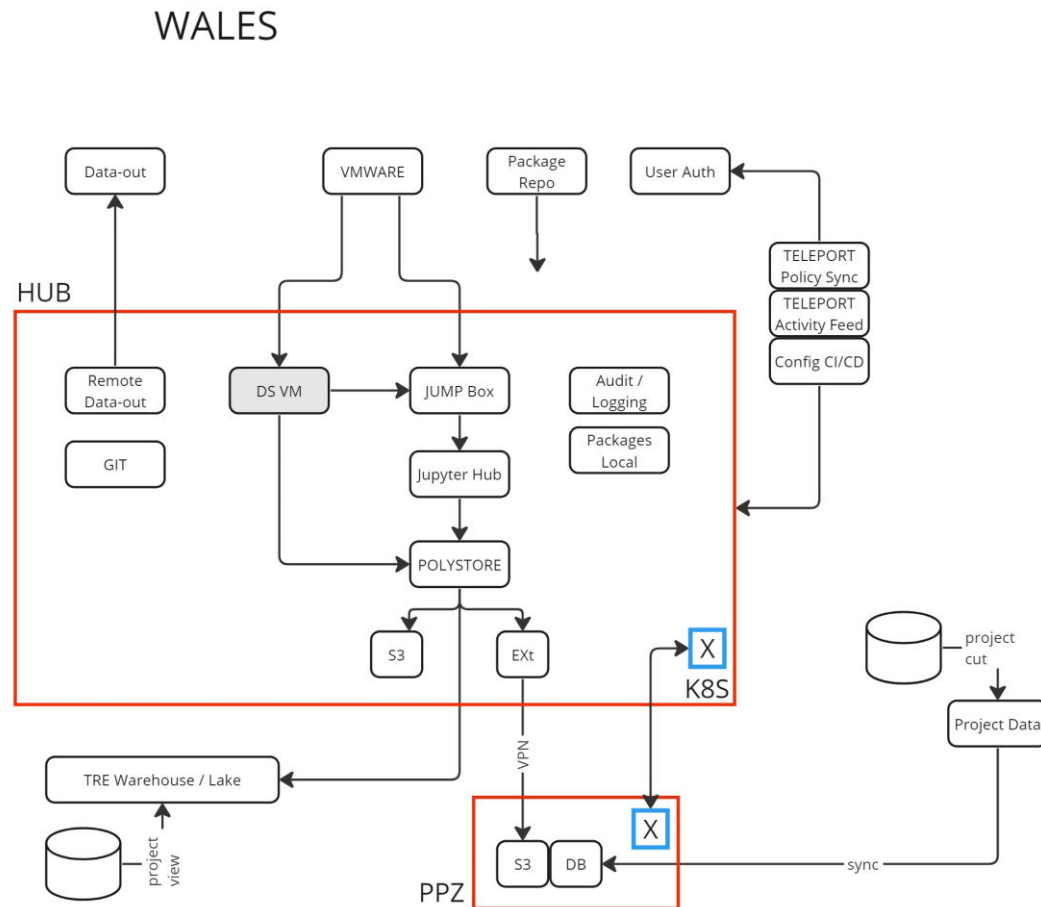 WALES
Data-out
VMWARE
Package
Repo
User Auth
TELEPORT
Policy Sync
TELEPORT
Activity Feed
Config CI/CD
HUB
Remote
Data-out
DS VM
JUMP Box
Audit /
Logging
GIT
Jupyter Hub
Packages
Local
POLYSTORE
S3
EXt
X
K8S
project
cut
Project Data
VPN
TRE Warehouse / Lake
project
view
X
S3
DB
sync
PPZ